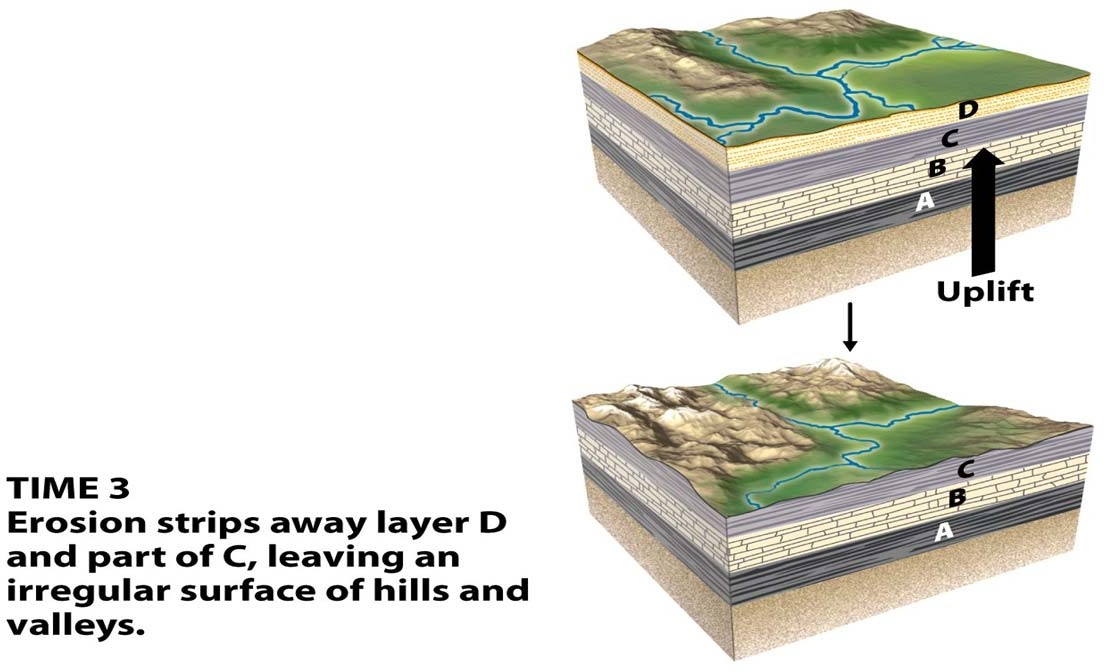 D
C
B
A
Uplift
C
B
A
TIME 3
Erosion strips away layer D
and part of C, leaving an
irregular surface of hills and
valleys.